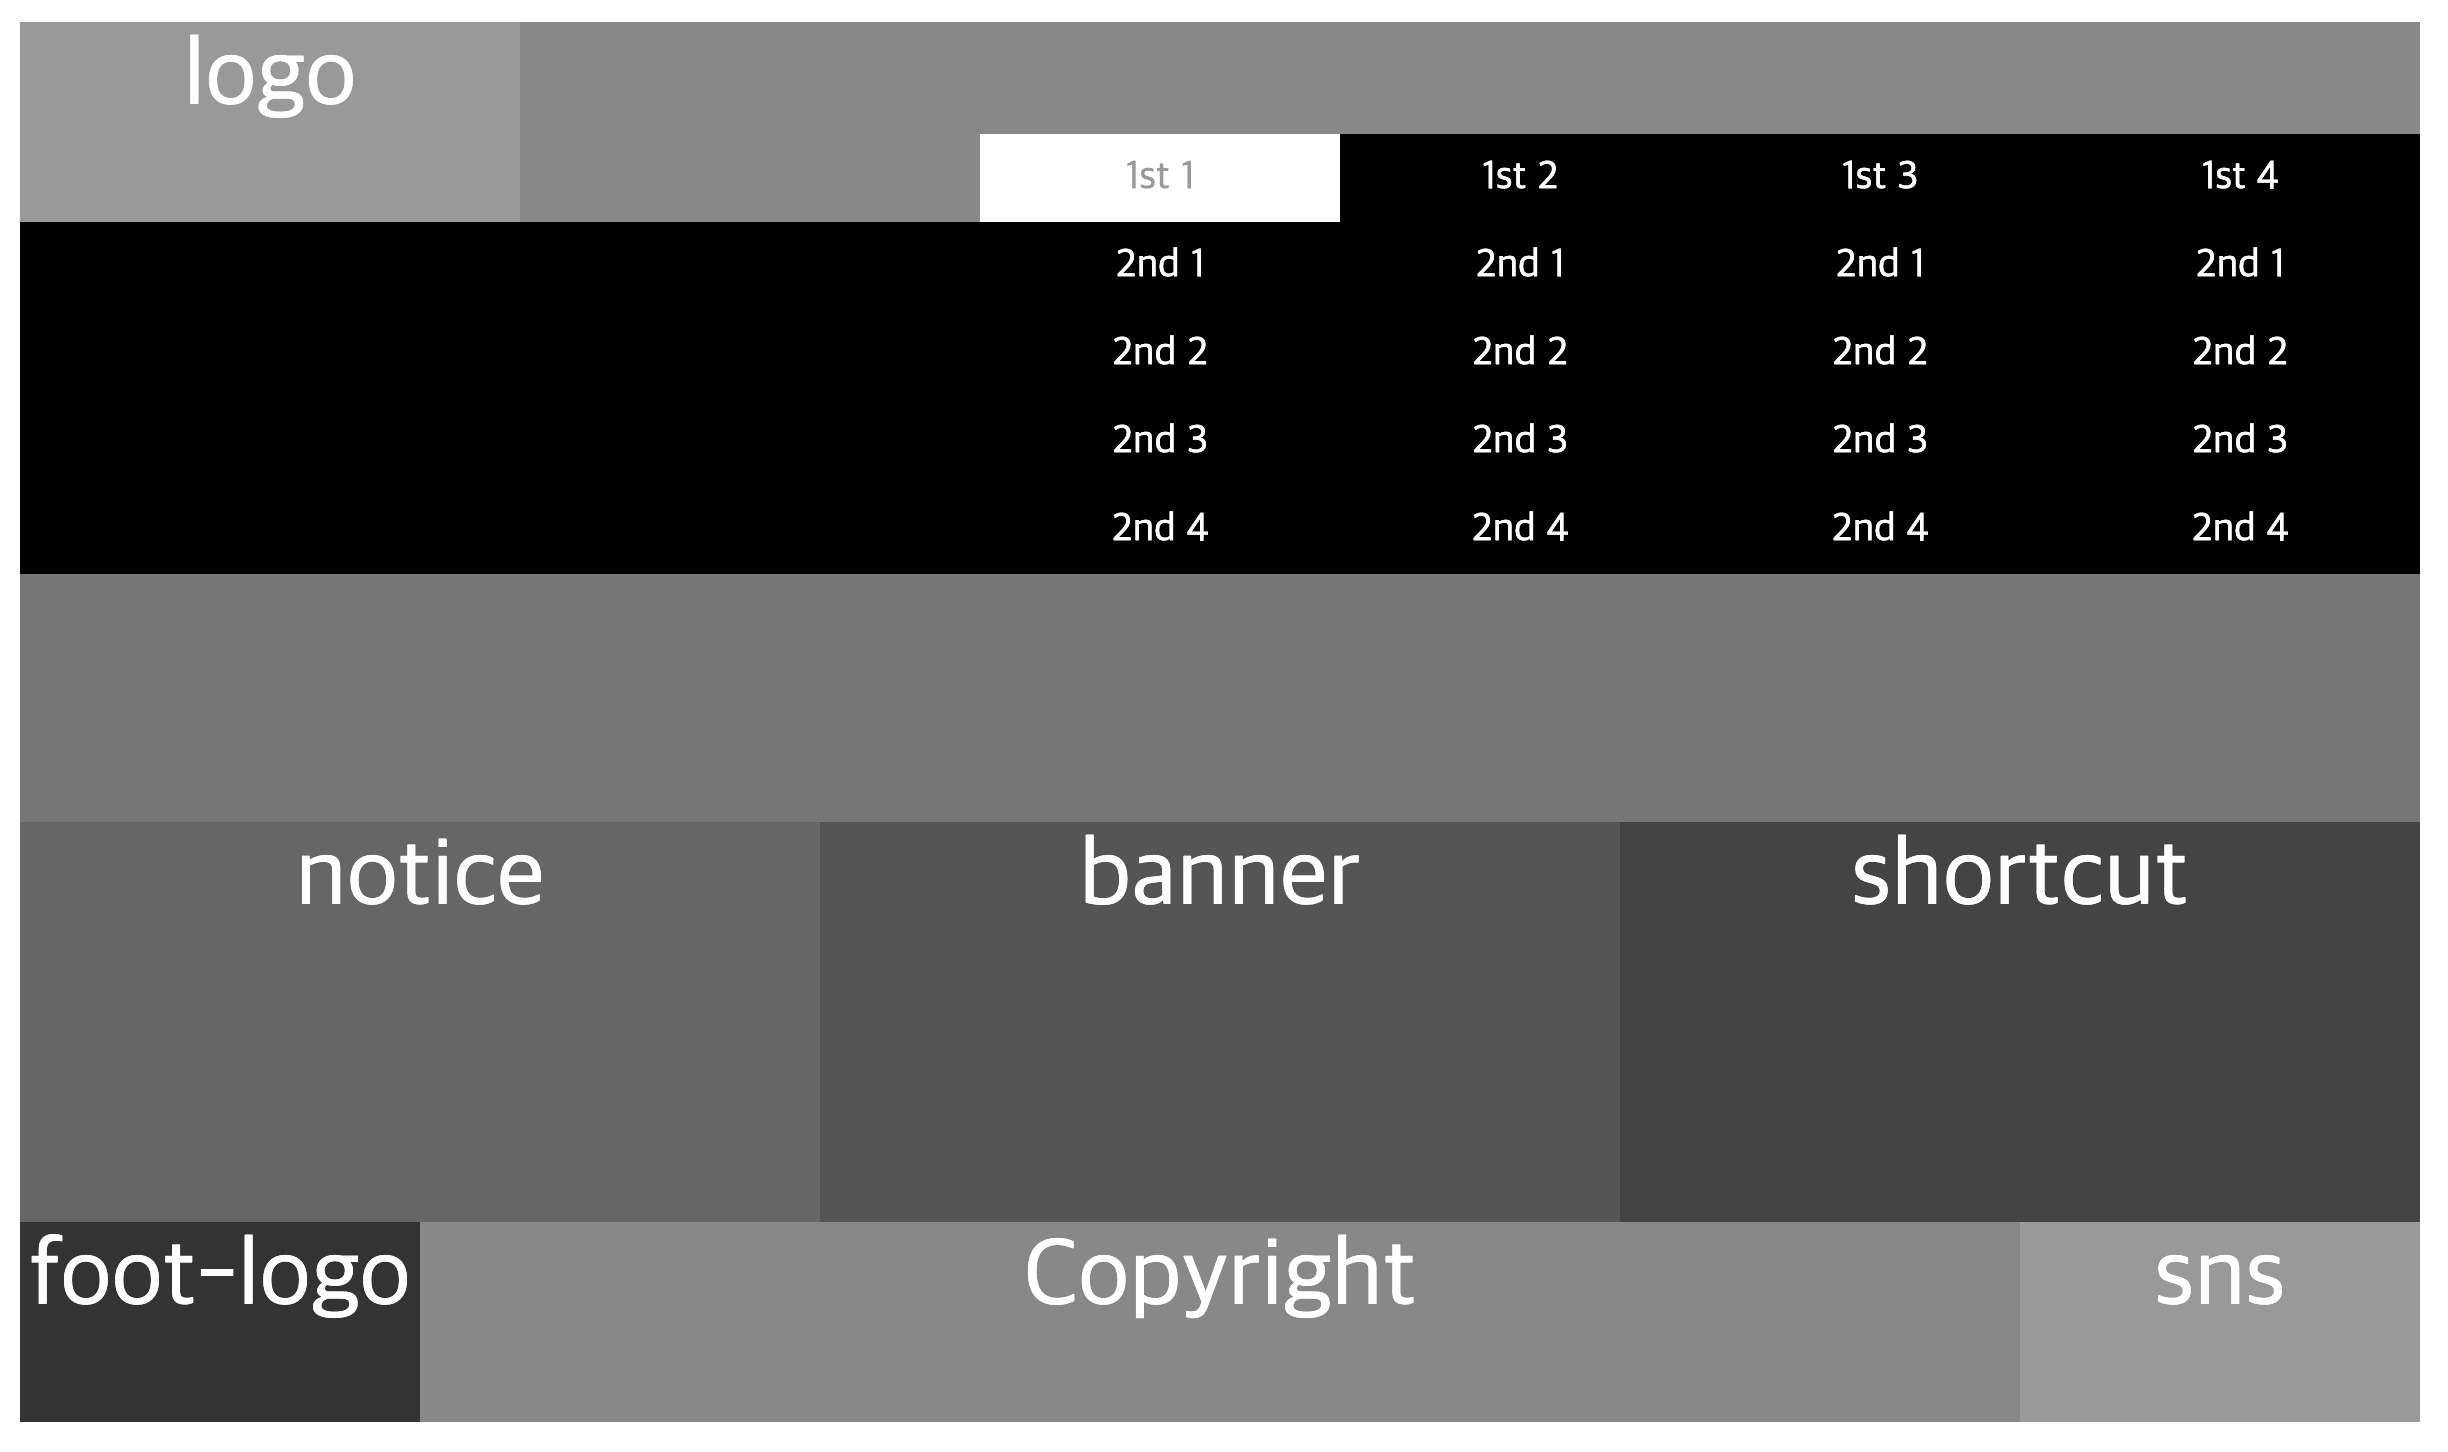 logo
1st 1 1st 2 1st 3 1st 4
2nd 1 2nd 1 2nd 1 2nd 1
2nd 2 2nd 2 2nd 2 2nd 2
2nd 3 2nd 3 2nd 3 2nd 3
2nd 4 2nd 4 2nd 4 2nd 4
notice banner shortcut
foot-logo Copyright sns